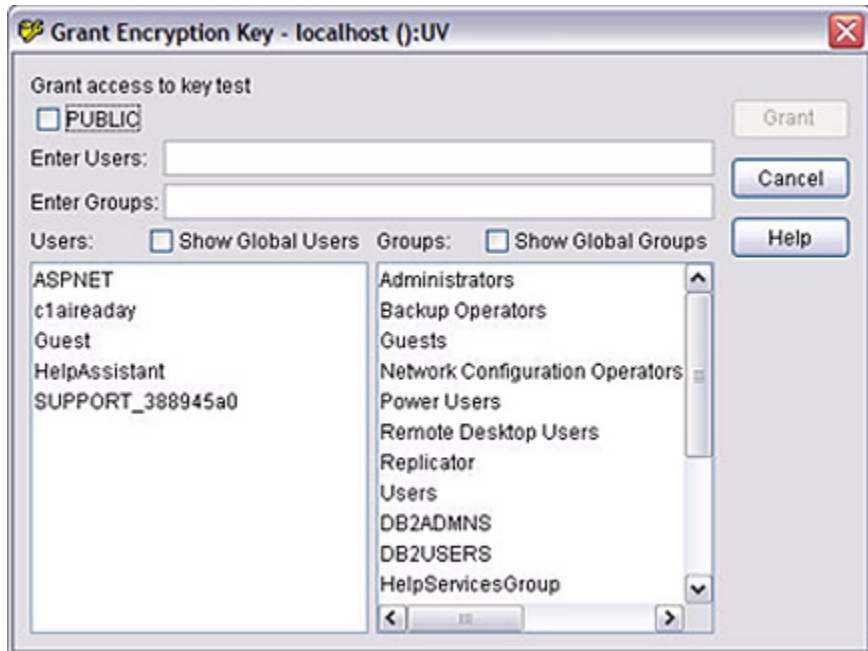 Grant Encryption Key - localhost ():UV
Grant access to key test
PUBLIC
Grant
Enter Users:
Cancel
Enter Groups:
Users: Show Global Users Groups: Show Global Groups
Help
ASPNET
c1aireaday
Guest
HelpAssistant
SUPPORT_388945a0
Administrators
Backup Operators
Guests
Network Configuration Operators
Power Users
Remote Desktop Users
Replicator
Users
DB2ADMNS
DB2USERS
HelpServicesGroup